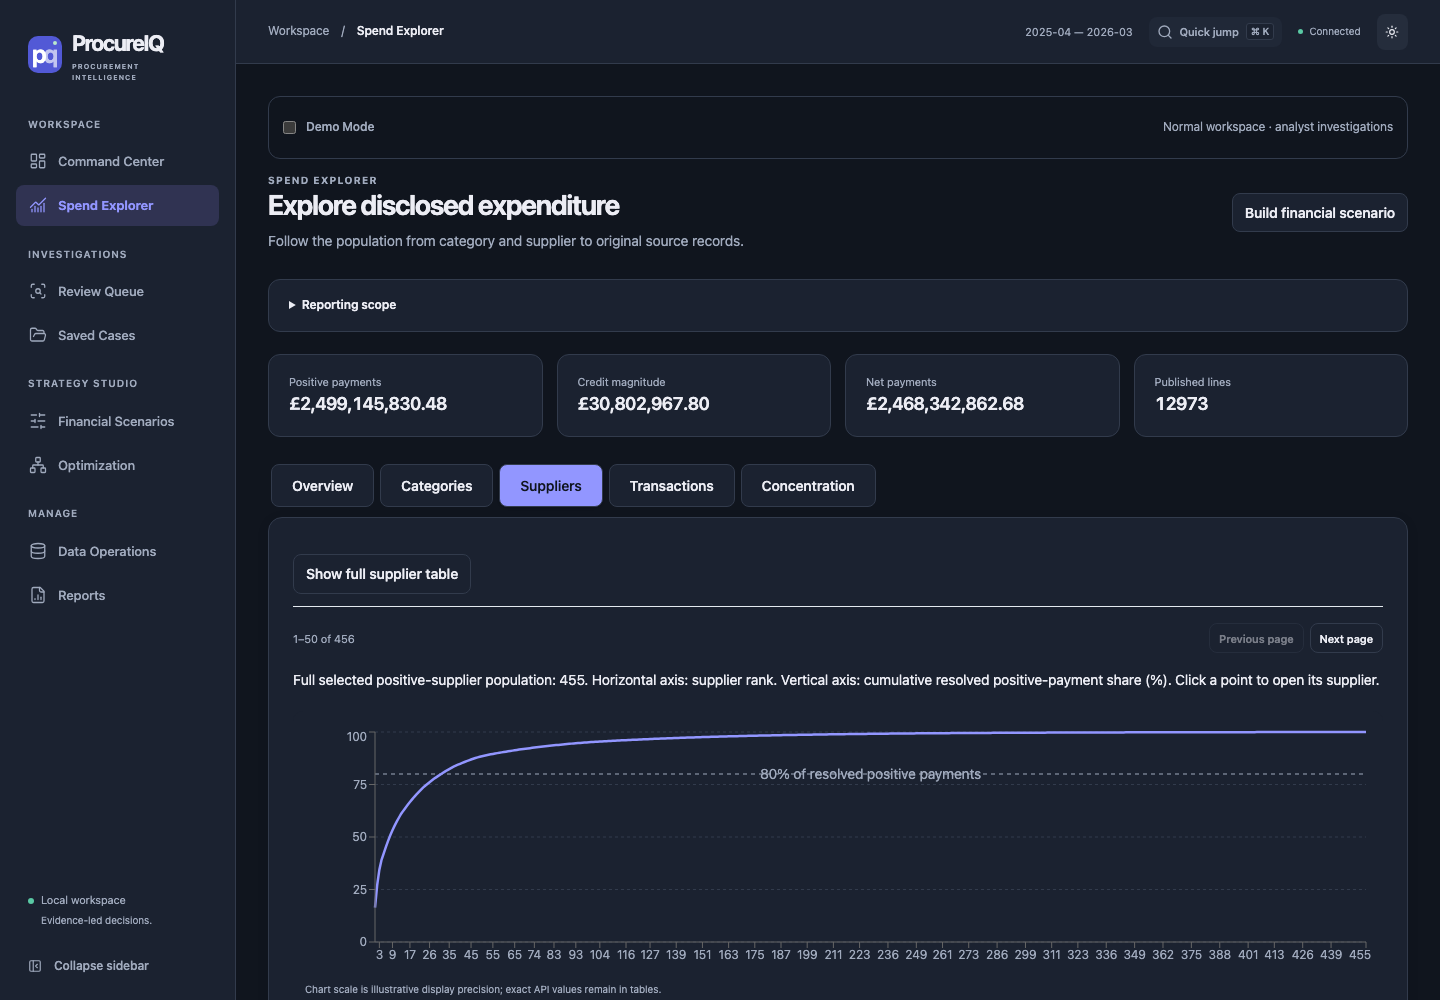 pq ProcureIQ
PROCUREMENT
INTELLIGENCE
WORKSPACE
Command Center
Spend Explorer
INVESTIGATIONS
Review Queue
Saved Cases
STRATEGY STUDIO
Financial Scenarios
Optimization
MANAGE
Data Operations
Reports
Local workspace
Evidence-led decisions.
Collapse sidebar
Workspace / Spend Explorer
2025-04 — 2026-03
Quick jump ⌘ K
Connected
Demo Mode
Normal workspace · analyst investigations
SPEND EXPLORER
Explore disclosed expenditure
Follow the population from category and supplier to original source records.
Build financial scenario
Reporting scope
Positive payments
£2,499,145,830.48
Credit magnitude
£30,802,967.80
Net payments
£2,468,342,862.68
Published lines
12973
Overview
Categories
Suppliers
Transactions
Concentration
Show full supplier table
1–50 of 456
Previous page
Next page
Full selected positive-supplier population: 455. Horizontal axis: supplier rank. Vertical axis: cumulative resolved positive-payment share (%). Click a point to open its supplier.
100
80% of resolved positive payments
75
50
25
0
3 9 17 26 35 45 55 65 74 83 93 104 116 127 139 151 163 175 187 199 211 223 236 249 261 273 286 299 311 323 336 349 362 375 388 401 413 426 439 455
Chart scale is illustrative display precision; exact API values remain in tables.